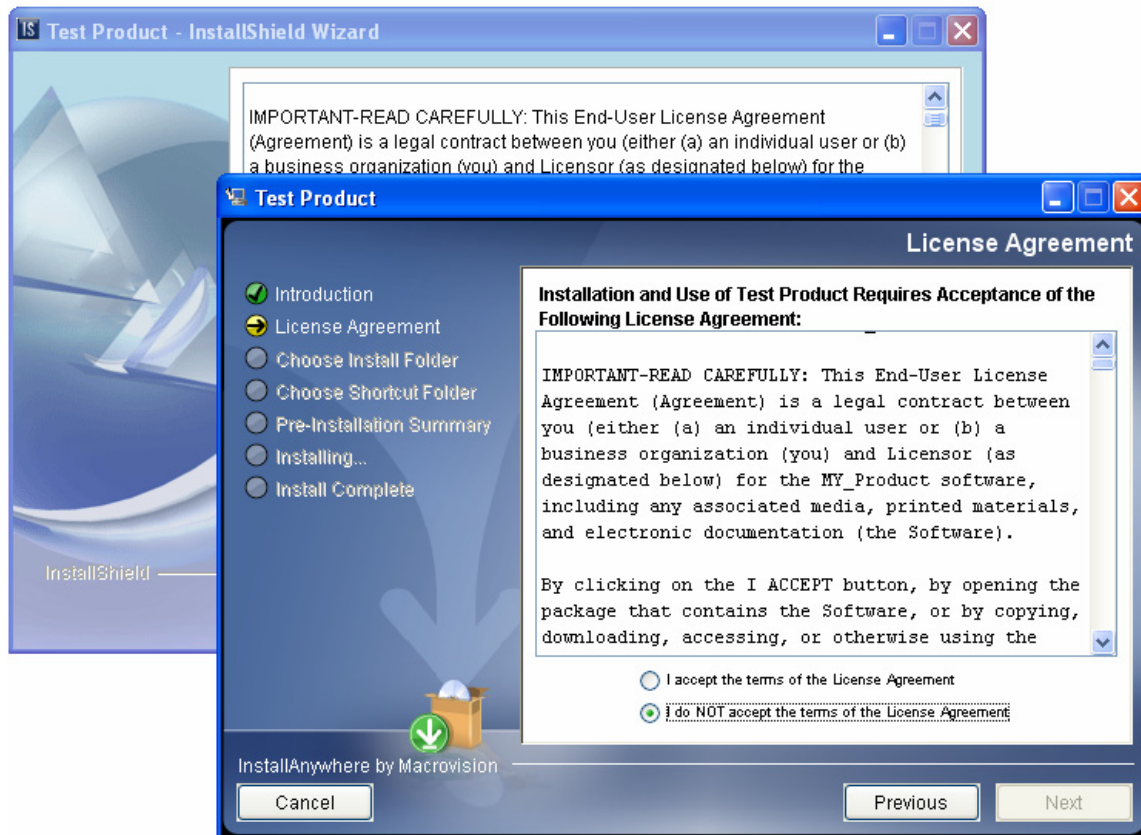 Test Product - InstallShield Wizard
IMPORTANT-READ CAREFULLY: This End-User License Agreement
(Agreement) is a legal contract between you (either (a) an individual user or (b)
a business organization (you) and Licensor (as designated below) for the
InstallShield
Test Product
License Agreement
Introduction
License Agreement
Choose Install Folder
Choose Shortcut Folder
Pre-Installation Summary
Installing...
Install Complete
Installation and Use of Test Product Requires Acceptance of the
Following License Agreement:
IMPORTANT-READ CAREFULLY: This End-User License
Agreement (Agreement) is a legal contract between
you (either (a) an individual user or (b) a
business organization (you) and Licensor (as
designated below) for the MY_Product software,
including any associated media, printed materials,
and electronic documentation (the Software).
By clicking on the I ACCEPT button, by opening the
package that contains the Software, or by copying,
downloading, accessing, or otherwise using the
I accept the terms of the License Agreement
I do NOT accept the terms of the License Agreement
InstallAnywhere by Macrovision
Cancel
Previous
Next